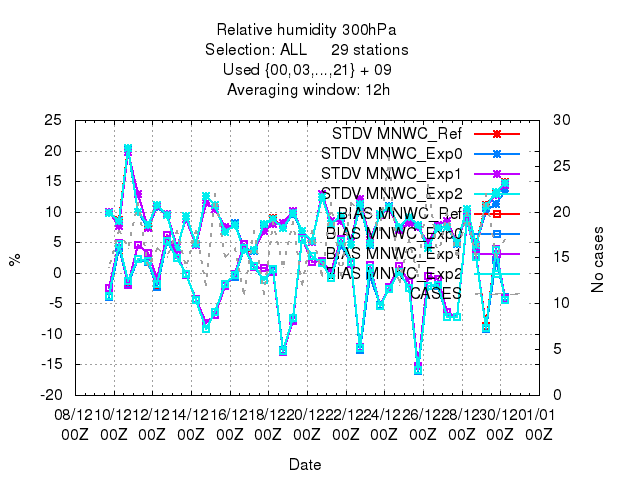 Relative humidity 300hPa
Selection: ALL 29 stations
Used {00,03,...,21} + 09
Averaging window: 12h
25 30
STDV MNWC_Ref
STDV MNWC_Exp0
STDV MNWC_Exp1
STDV MNWC_Exp2
BIAS MNWC_Ref
BIAS MNWC_Exp0
BIAS MNWC_Exp1
BIAS MNWC_Exp2
CASES
20
15
10
5
0
-5
-10
-15
-20
25
20
15
10
5
0
%
No cases
08/12 10/12 12/12 14/12 16/12 18/12 20/12 22/12 24/12 26/12 28/12 30/12 01/01
00Z 00Z 00Z 00Z 00Z 00Z 00Z 00Z 00Z 00Z 00Z 00Z 00Z
Date